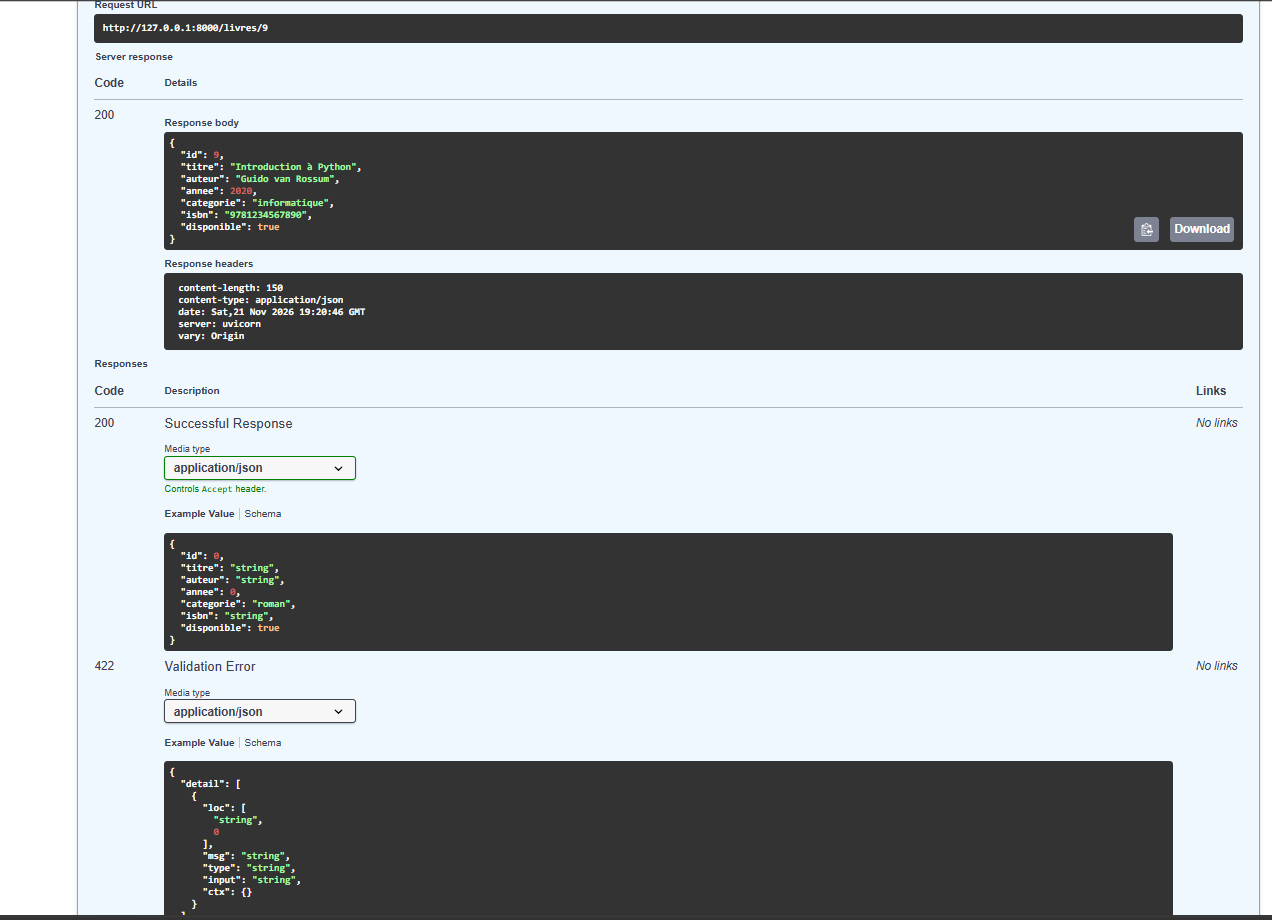 Request URL
http://127.0.0.1:8000/livres/9
Server response
Code Details
200
Response body
{
  "id": 9,
  "titre": "Introduction à Python",
  "auteur": "Guido van Rossum",
  "annee": 2020,
  "categorie": "informatique",
  "isbn": "9781234567890",
  "disponible": true
}
Download
Response headers
content-length: 150
content-type: application/json
date: Sat,21 Nov 2026 19:20:46 GMT
server: uvicorn
vary: Origin
Responses
Code Description Links
200 Successful Response No links
Media type
application/json
Controls Accept header.
Example Value | Schema
{
  "id": 0,
  "titre": "string",
  "auteur": "string",
  "annee": 0,
  "categorie": "roman",
  "isbn": "string",
  "disponible": true
}
422 Validation Error No links
Media type
application/json
Example Value | Schema
{
  "detail": [
    {
      "loc": [
        "string",
        0
      ],
      "msg": "string",
      "type": "string",
      "input": "string",
      "ctx": {}
    }
  ]